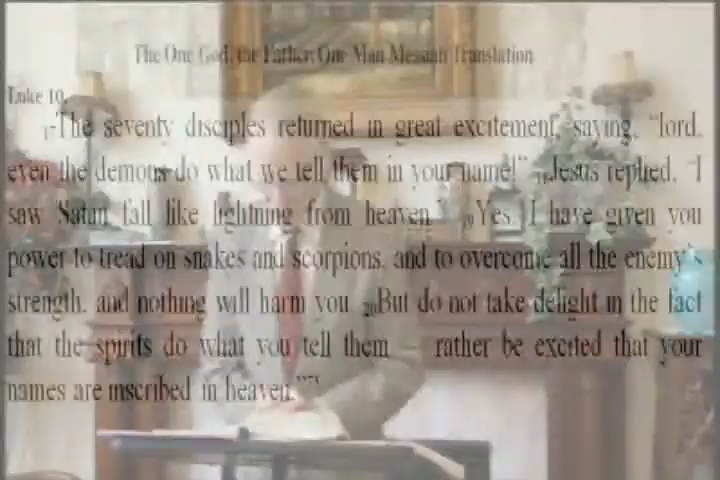 The One God, the Father, One Man Messiah Translation
Luke 10.
17The seventy disciples returned in great excitement, saying, "lord,
even the demons do what we tell them in your name!" 18Jesus replied, "I
saw Satan fall like lightning from heaven." 19Yes, I have given you
power to tread on snakes and scorpions, and to overcome all the enemy's
strength, and nothing will harm you. 20But do not take delight in the fact
that the spirits do what you tell them rather be excited that your
names are inscribed in heaven."